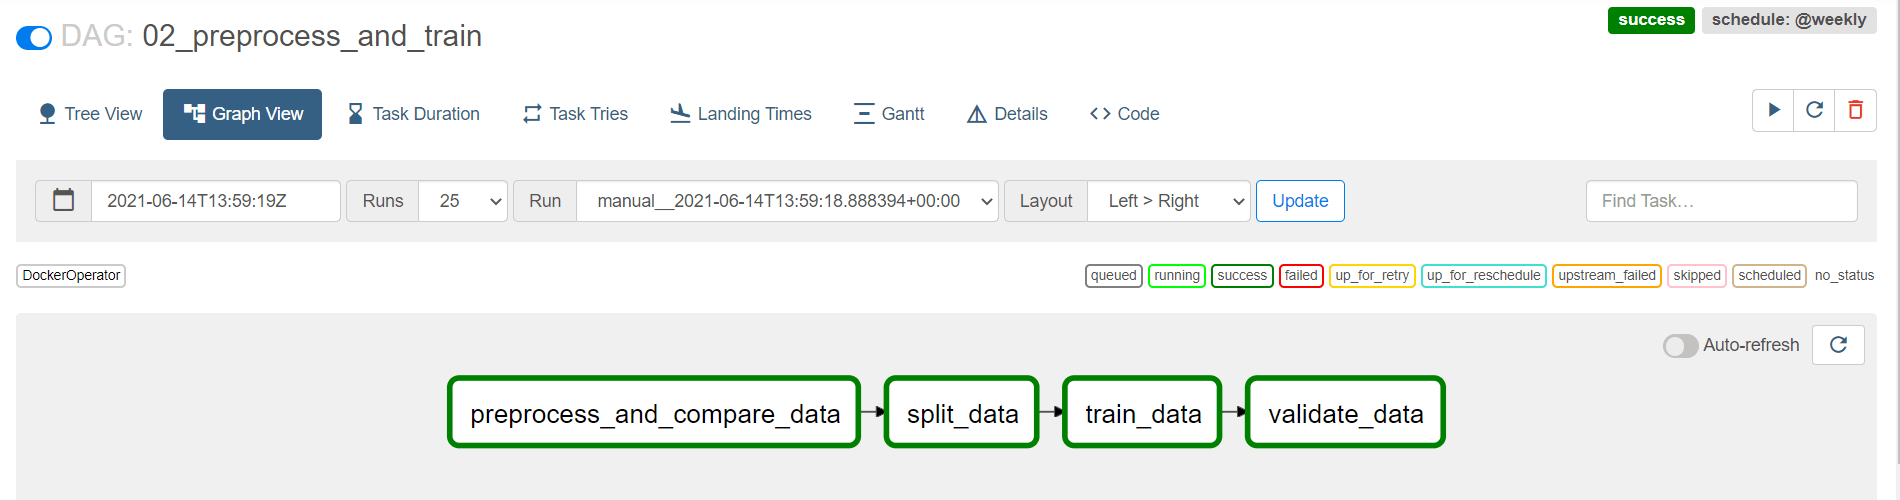 DAG: 02_preprocess_and_train
success
schedule: @weekly
Tree View
Graph View
Task Duration
Task Tries
Landing Times
Gantt
Details
Code
2021-06-14T13:59:19Z
Runs
25
Run
manual__2021-06-14T13:59:18.888394+00:00
Layout
Left > Right
Update
Find Task…
DockerOperator
queued
running
success
failed
up_for_retry
up_for_reschedule
upstream_failed
skipped
scheduled
no_status
Auto-refresh
preprocess_and_compare_data
split_data
train_data
validate_data